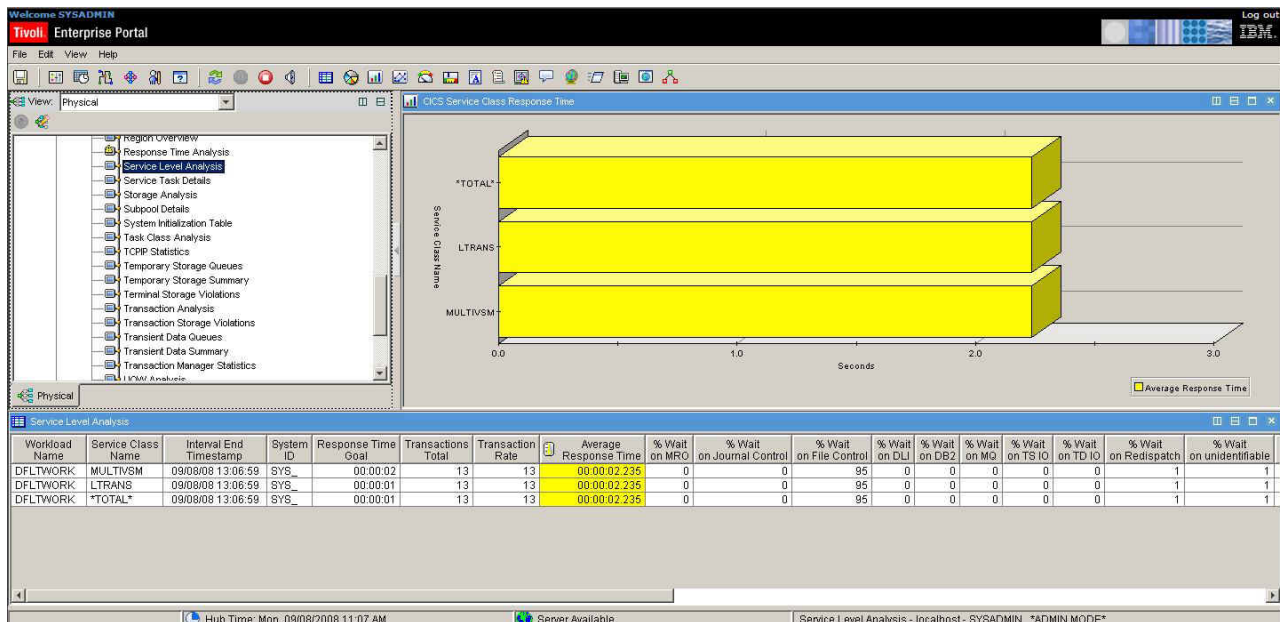 Welcome SYSADMIN
Log out
Tivoli. Enterprise Portal
IBM.
File Edit View Help
View: Physical
Region Overview
Response Time Analysis
Service Level Analysis
Service Task Details
Storage Analysis
Subpool Details
System Initialization Table
Task Class Analysis
TCPIP Statistics
Temporary Storage Queues
Temporary Storage Summary
Terminal Storage Violations
Transaction Analysis
Transaction Storage Violations
Transient Data Queues
Transient Data Summary
Transaction Manager Statistics
UOW Analysis
Physical
CICS Service Class Response Time
Service Class Name
*TOTAL*
LTRANS
MULTIVSM
0.0 1.0 2.0 3.0
Seconds
Average Response Time
Service Level Analysis
Workload Name Service Class Name Interval End Timestamp System ID Response Time Goal Transactions Total Transaction Rate Average Response Time % Wait on MRO % Wait on Journal Control % Wait on File Control % Wait on DLI % Wait on DB2 % Wait on MQ % Wait on TS IO % Wait on TD IO % Wait on Redispatch % Wait on unidentifiable
DFLTWORK MULTIVSM 09/08/08 13:06:59 SYS_ 00:00:02 13 13 00:00:02.235 0 0 95 0 0 0 0 0 1 1
DFLTWORK LTRANS 09/08/08 13:06:59 SYS_ 00:00:01 13 13 00:00:02.235 0 0 95 0 0 0 0 0 1 1
DFLTWORK *TOTAL* 09/08/08 13:06:59 SYS_ 00:00:01 13 13 00:00:02.235 0 0 95 0 0 0 0 0 1 1
Hub Time: Mon, 09/08/2008 11:07 AM
Server Available
Service Level Analysis - localhost - SYSADMIN *ADMIN MODE*